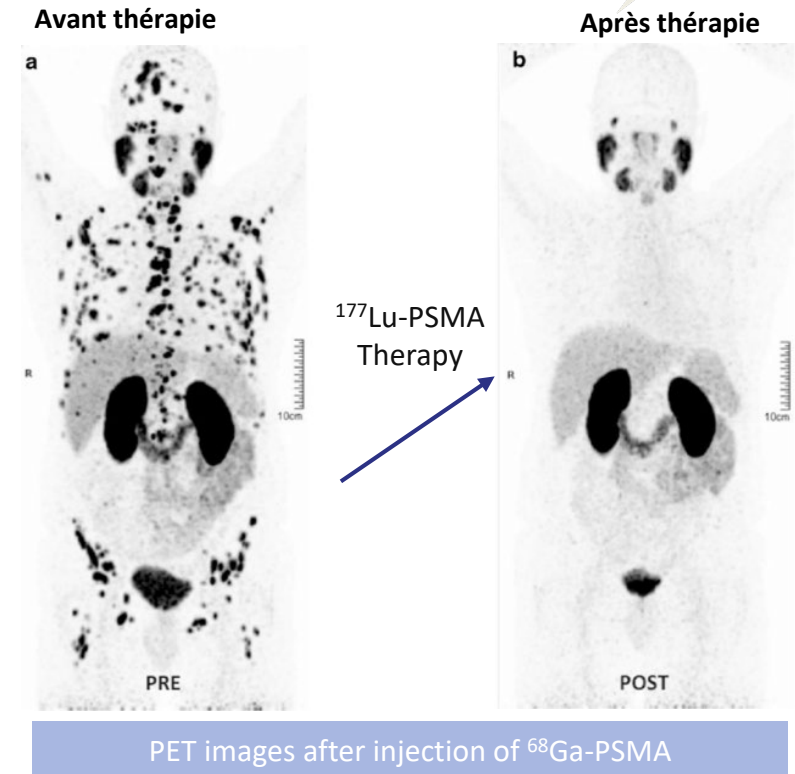 Avant thérapie
Après thérapie
a
b
¹⁷⁷Lu-PSMA
Therapy
R
10cm
R
10cm
PRE
POST
PET images after injection of ⁶⁸Ga-PSMA